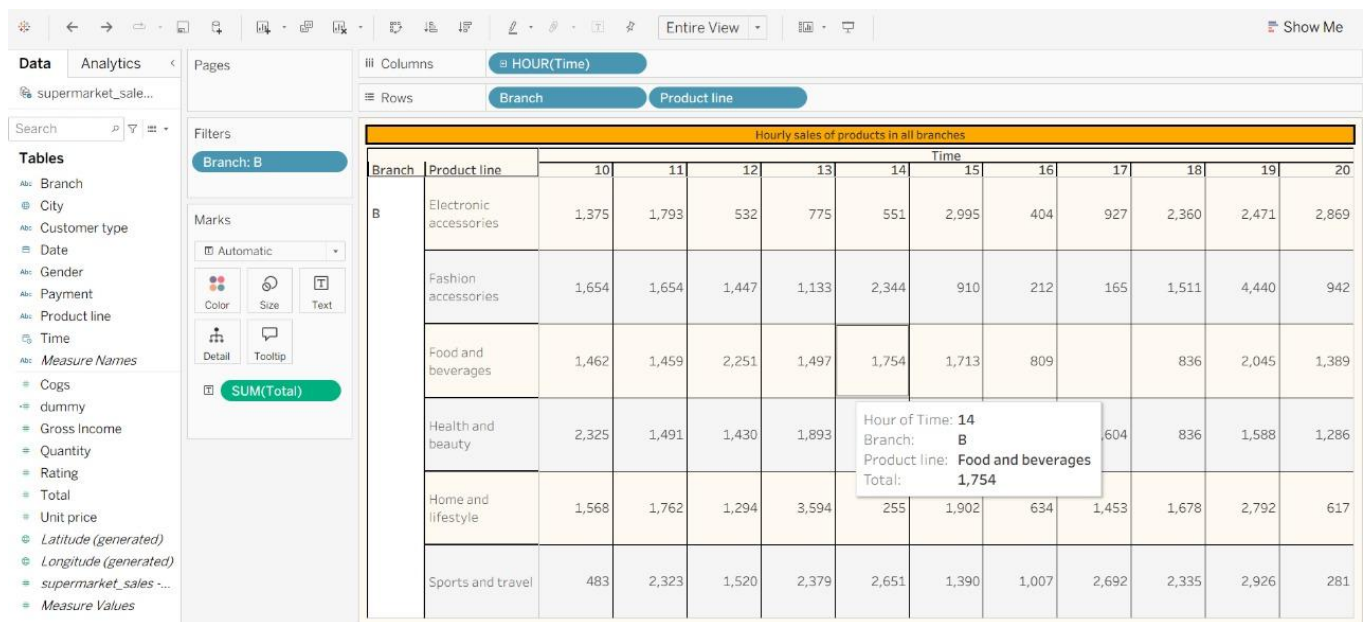 Entire View
Show Me
Data Analytics
supermarket_sale...
Search
Tables
Abc Branch
City
Abc Customer type
Date
Abc Gender
Abc Payment
Abc Product line
Time
Abc Measure Names
# Cogs
=# dummy
# Gross Income
# Quantity
# Rating
# Total
# Unit price
Latitude (generated)
Longitude (generated)
# supermarket_sales -...
# Measure Values
Pages
Filters
Branch: B
Marks
Automatic
Color Size Text
Detail Tooltip
SUM(Total)
Columns HOUR(Time)
Rows Branch Product line
Hourly sales of products in all branches
Time
Branch Product line 10 11 12 13 14 15 16 17 18 19 20
B Electronic accessories 1,375 1,793 532 775 551 2,995 404 927 2,360 2,471 2,869
Fashion accessories 1,654 1,654 1,447 1,133 2,344 910 212 165 1,511 4,440 942
Food and beverages 1,462 1,459 2,251 1,497 1,754 1,713 809 836 2,045 1,389
Health and beauty 2,325 1,491 1,430 1,893 ,604 836 1,588 1,286
Hour of Time: 14
Branch: B
Product line: Food and beverages
Total: 1,754
Home and lifestyle 1,568 1,762 1,294 3,594 255 1,902 634 1,453 1,678 2,792 617
Sports and travel 483 2,323 1,520 2,379 2,651 1,390 1,007 2,692 2,335 2,926 281